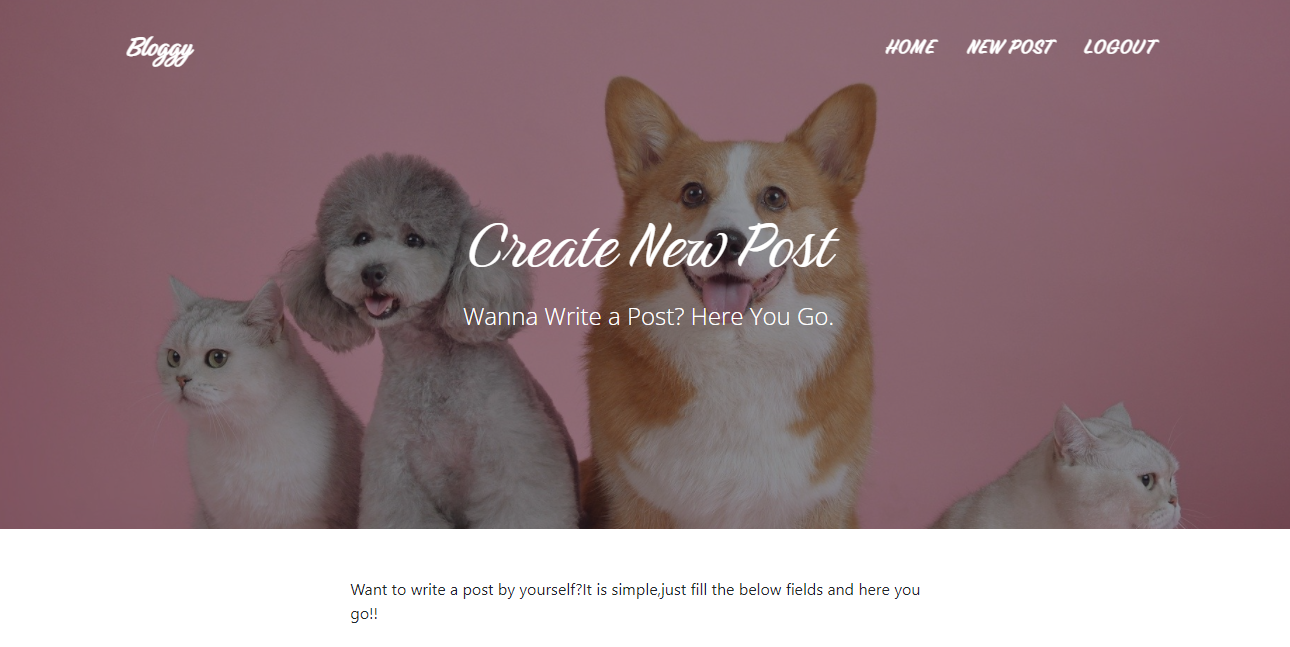 Bloggy
HOME NEW POST LOGOUT
Create New Post
Wanna Write a Post? Here You Go.
Want to write a post by yourself?It is simple,just fill the below fields and here you
go!!